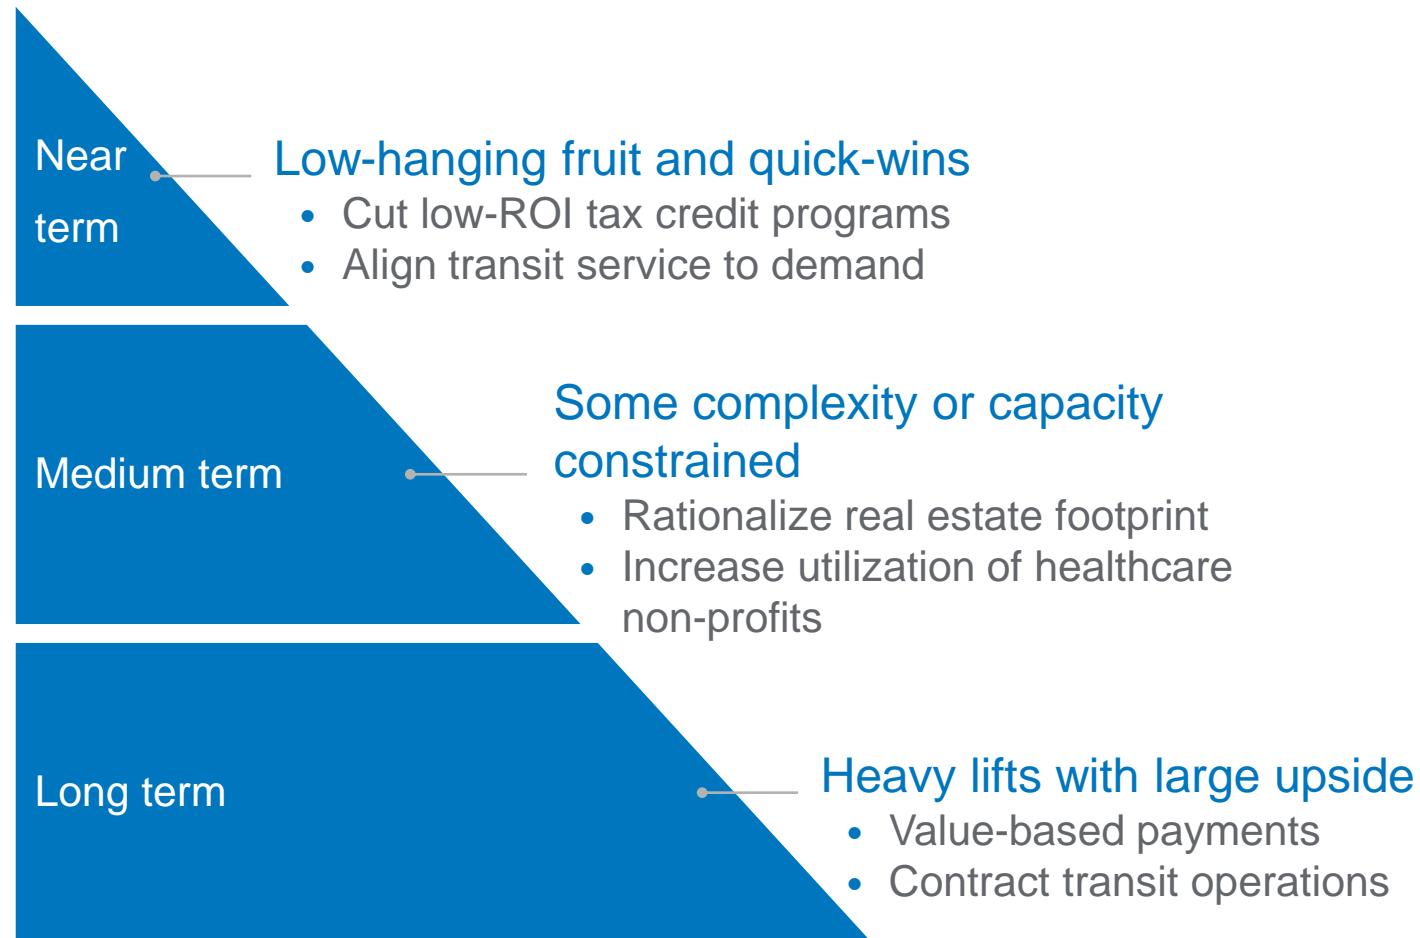 Near
term
Low-hanging fruit and quick-wins
• Cut low-ROI tax credit programs
• Align transit service to demand
Medium term
Some complexity or capacity
constrained
• Rationalize real estate footprint
• Increase utilization of healthcare
non-profits
Long term
Heavy lifts with large upside
• Value-based payments
• Contract transit operations